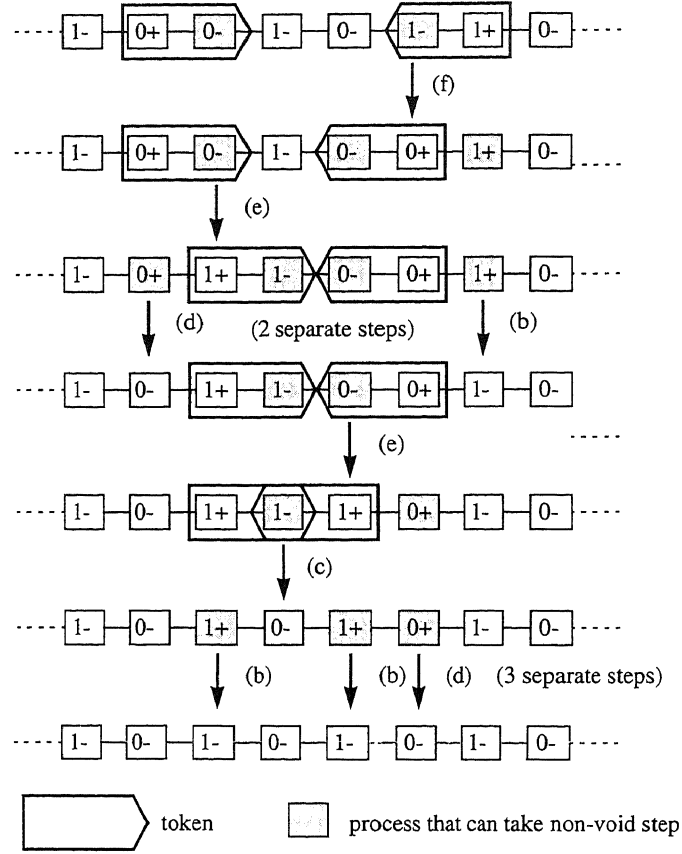 1- 0+ 0- 1- 0- 1- 1+ 0-
(f)
1- 0+ 0- 1- 0- 0+ 1+ 0-
(e)
1- 0+ 1+ 1- 0- 0+ 1+ 0-
(d) (2 separate steps) (b)
1- 0- 1+ 1- 0- 0+ 1- 0-
(e)
1- 0- 1+ 1- 1+ 0+ 1- 0-
(c)
1- 0- 1+ 0- 1+ 0+ 1- 0-
(b) (b) (d) (3 separate steps)
1- 0- 1- 0- 1- 0- 1- 0-
token process that can take non-void step